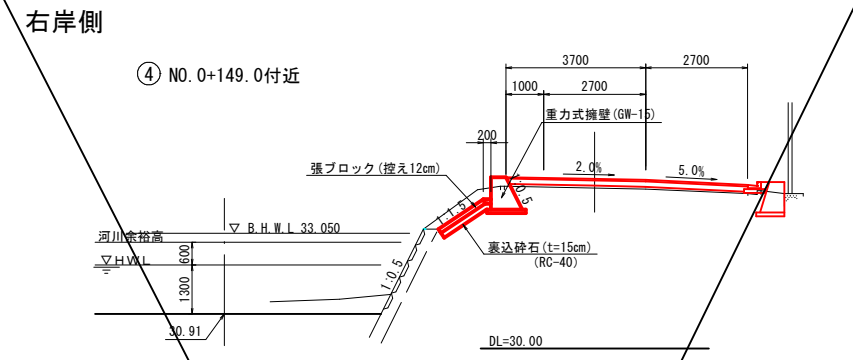 右岸側
④ NO.0+149.0付近
3700
2700
1000
2700
重力式擁壁(GW-15)
200
張ブロック(控え12cm)
2.0%
5.0%
1:0.5
1:1.5
▽ B.H.W.L 33.050
河川余裕高
600
▽HWL
1300
1:0.5
裏込砕石(t=15cm)
(RC-40)
30.91
DL=30.00